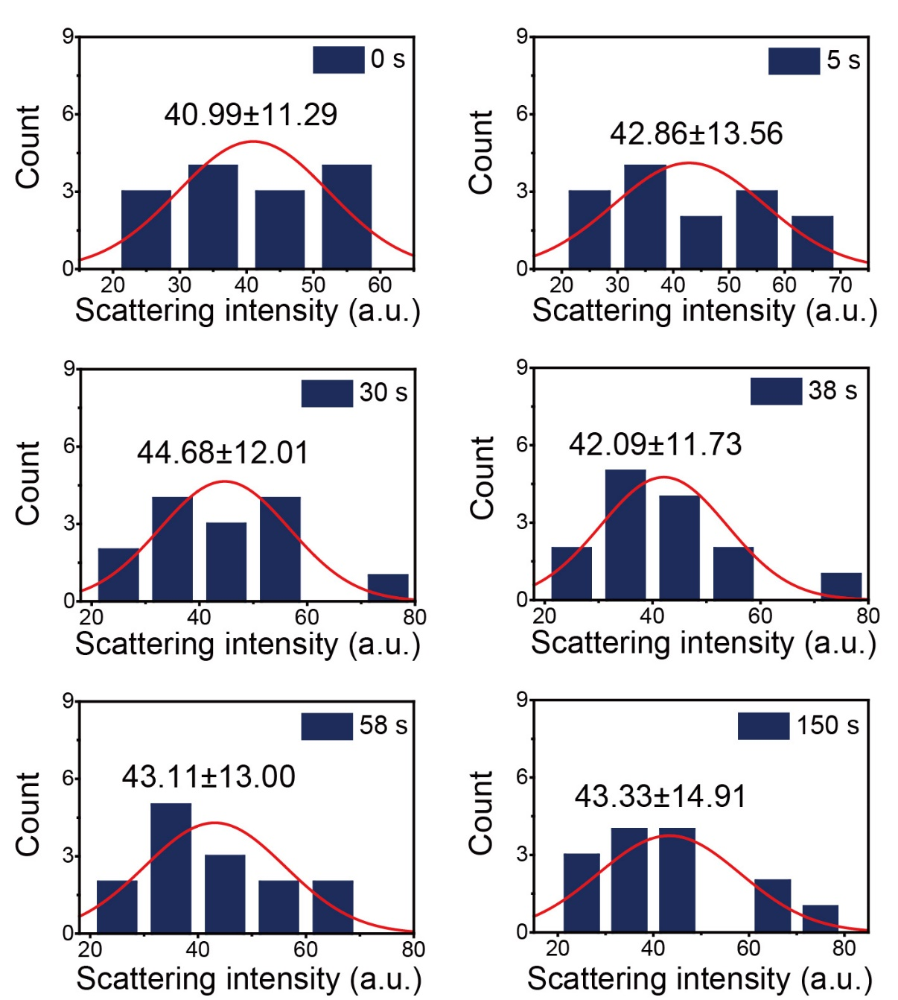 9
0 s
6
40.99±11.29
Count
3
0
20 30 40 50 60
Scattering intensity (a.u.)
9
5 s
6
42.86±13.56
Count
3
0
20 30 40 50 60 70
Scattering intensity (a.u.)
9
30 s
6
44.68±12.01
Count
3
0
20 40 60 80
Scattering intensity (a.u.)
9
38 s
6
42.09±11.73
Count
3
0
20 40 60 80
Scattering intensity (a.u.)
9
58 s
6
43.11±13.00
Count
3
0
20 40 60 80
Scattering intensity (a.u.)
9
150 s
6
43.33±14.91
Count
3
0
20 40 60 80
Scattering intensity (a.u.)